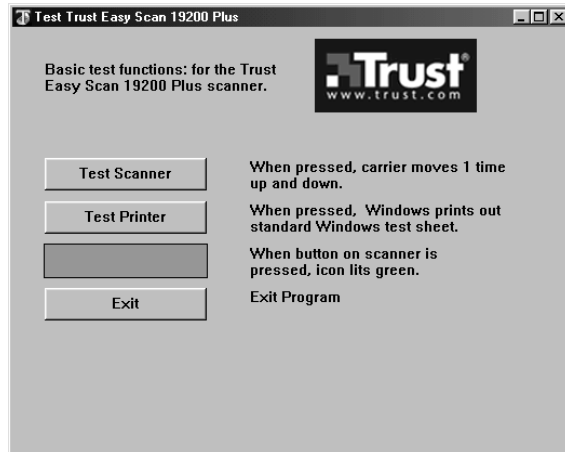 Test Trust Easy Scan 19200 Plus
Basic test functions: for the Trust
Easy Scan 19200 Plus scanner.
Trust
www.trust.com
Test Scanner
When pressed, carrier moves 1 time
up and down.
Test Printer
When pressed, Windows prints out
standard Windows test sheet.
When button on scanner is
pressed, icon lits green.
Exit
Exit Program